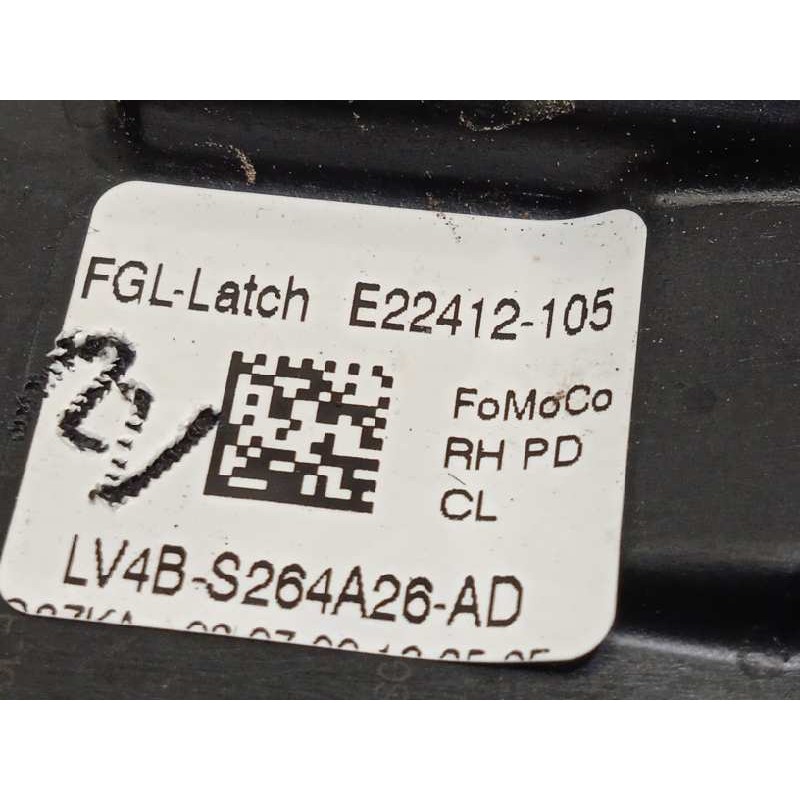 FGL-Latch E22412-105
FoMoCo
RH PD
CL
LV4B-S264A26-AD